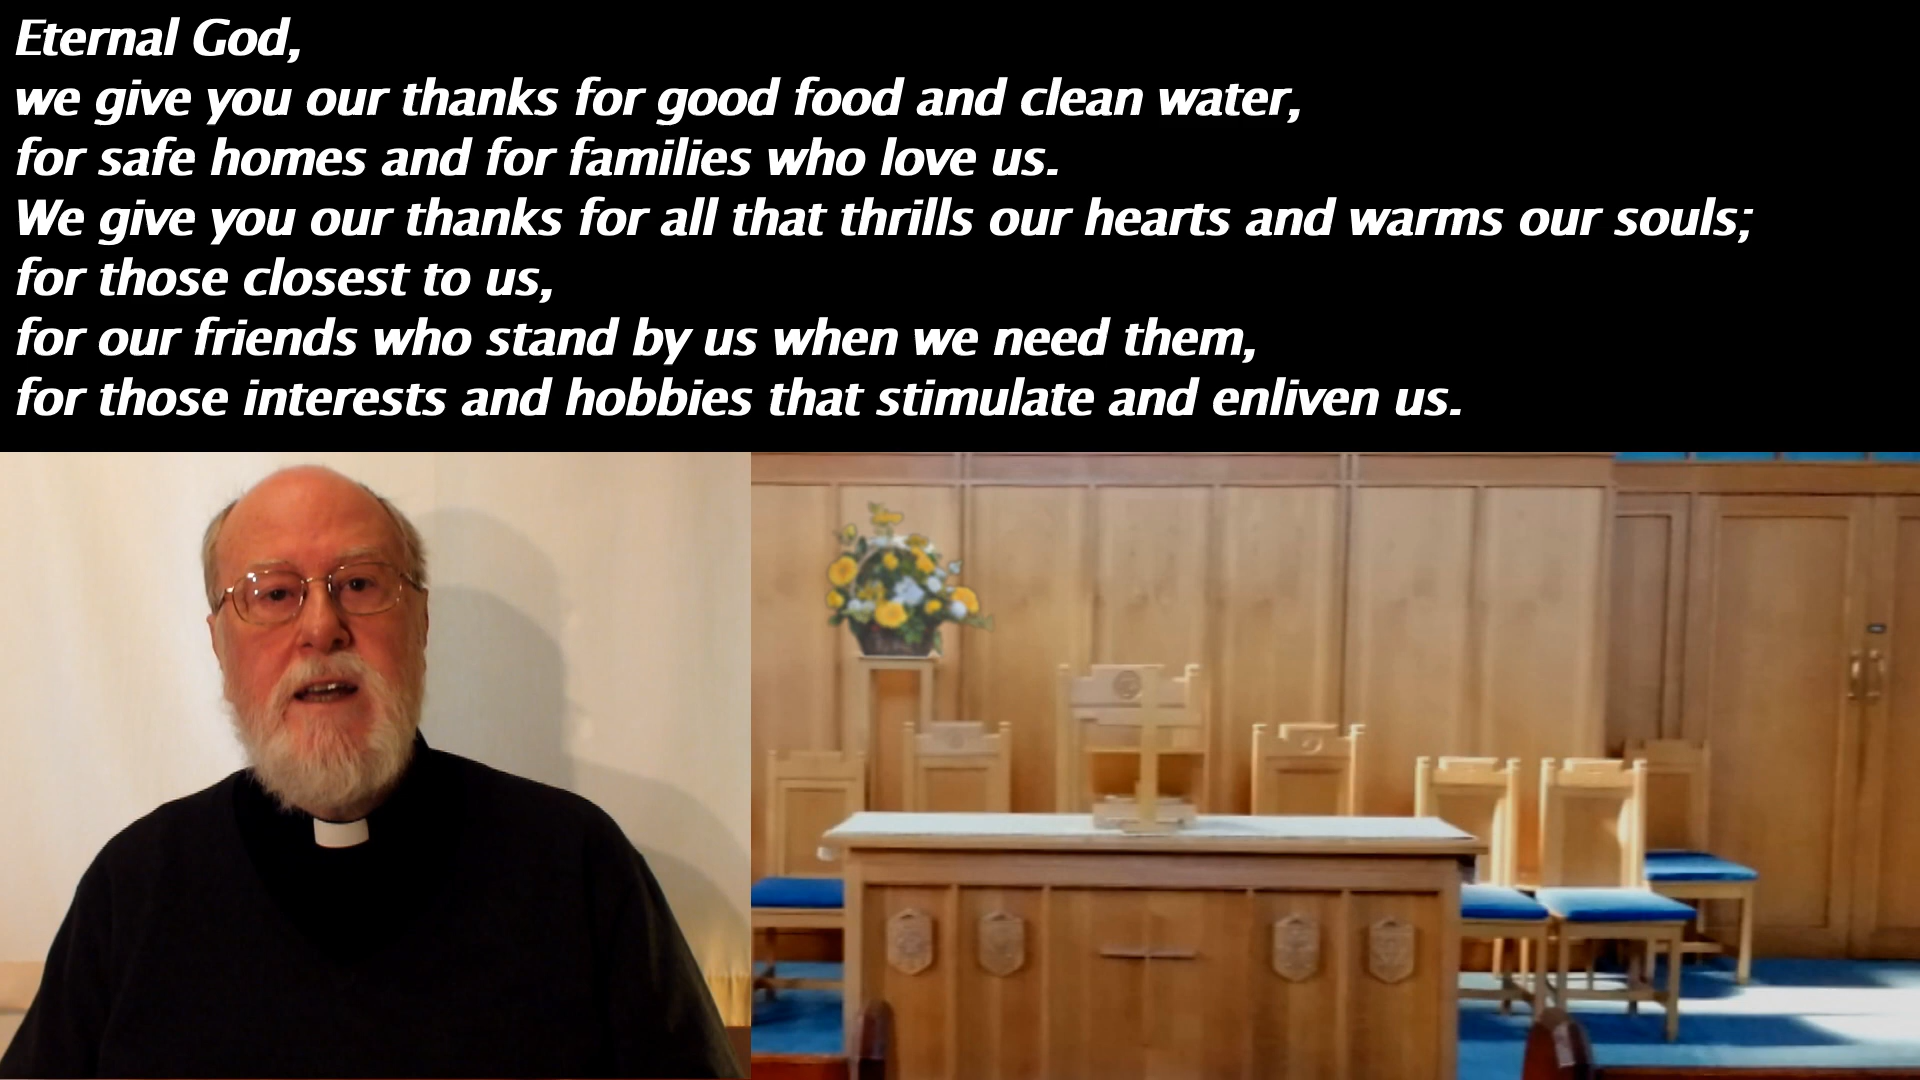 Eternal God,
we give you our thanks for good food and clean water,
for safe homes and for families who love us.
We give you our thanks for all that thrills our hearts and warms our souls;
for those closest to us,
for our friends who stand by us when we need them,
for those interests and hobbies that stimulate and enliven us.